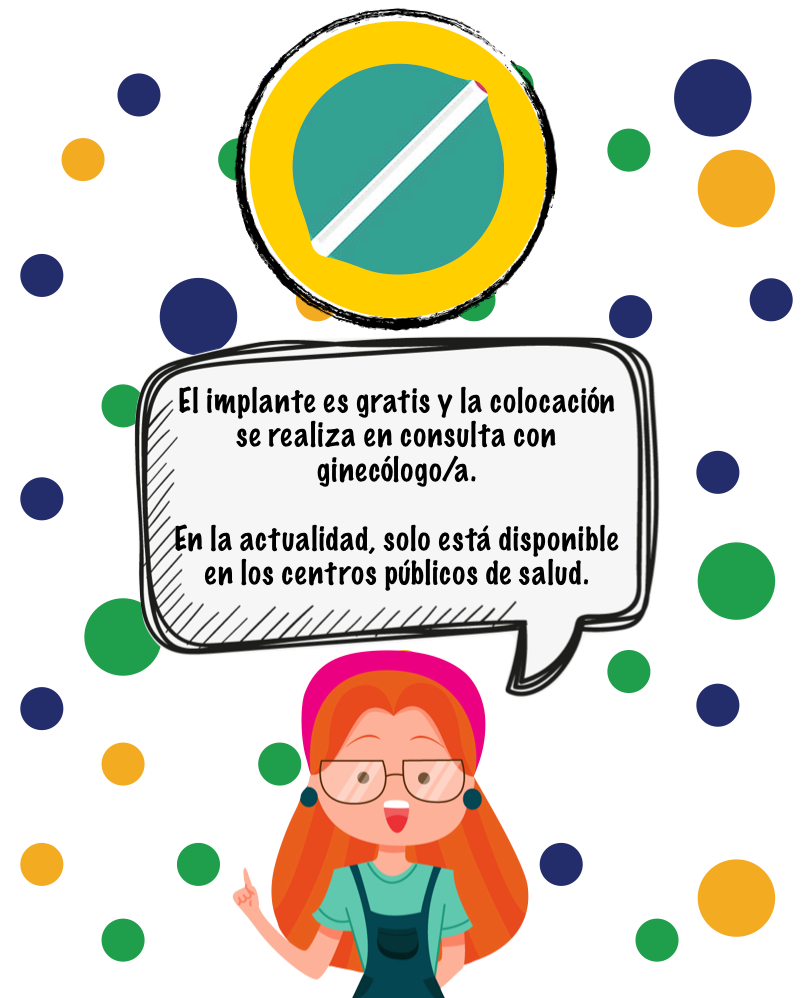 El implante es gratis y la colocación
se realiza en consulta con
ginecólogo/a.
En la actualidad, solo está disponible
en los centros públicos de salud.